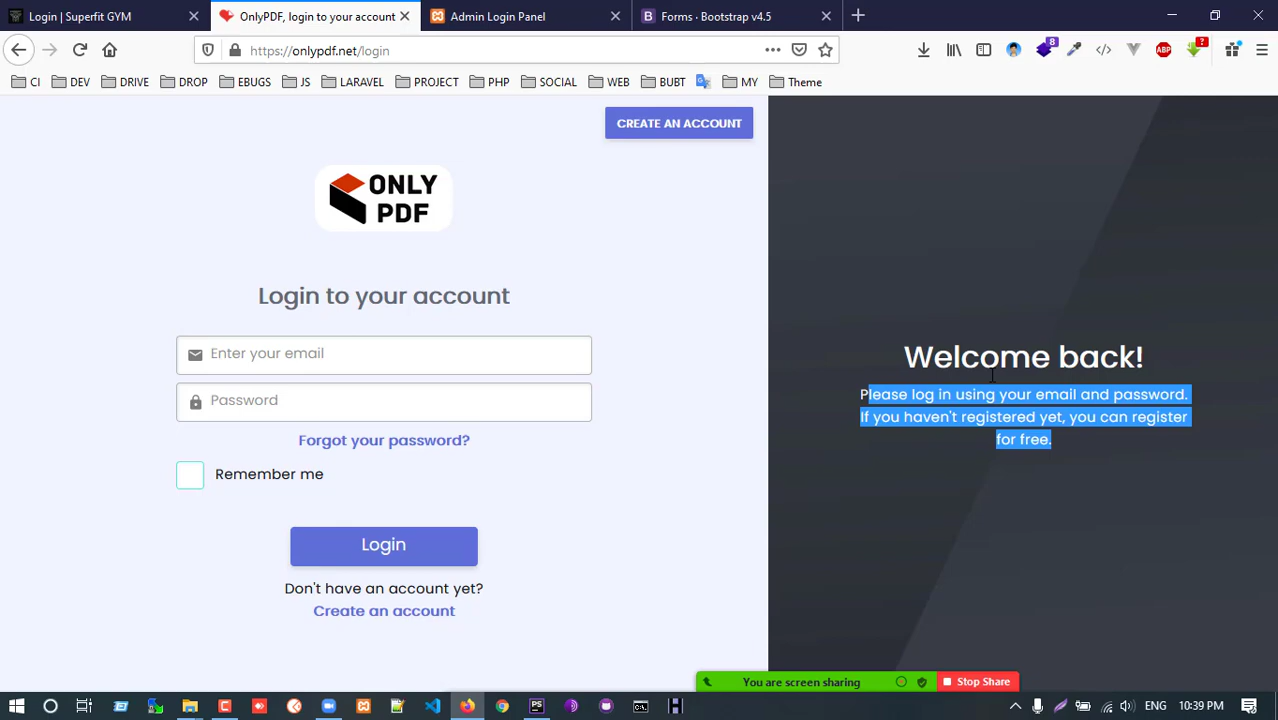 Login | Superfit GYM
OnlyPDF, login to your account
Admin Login Panel
Forms · Bootstrap v4.5
https://onlypdf.net/login
8
ABP
?
CI
DEV
DRIVE
DROP
EBUGS
JS
LARAVEL
PROJECT
PHP
SOCIAL
WEB
BUBT
MY
Theme
CREATE AN ACCOUNT
ONLY
PDF
Login to your account
Enter your email
Password
Forgot your password?
Remember me
Login
Don't have an account yet?
Create an account
Welcome back!
Please log in using your email and password.
If you haven't registered yet, you can register
for free.
You are screen sharing
Stop Share
ENG
10:39 PM